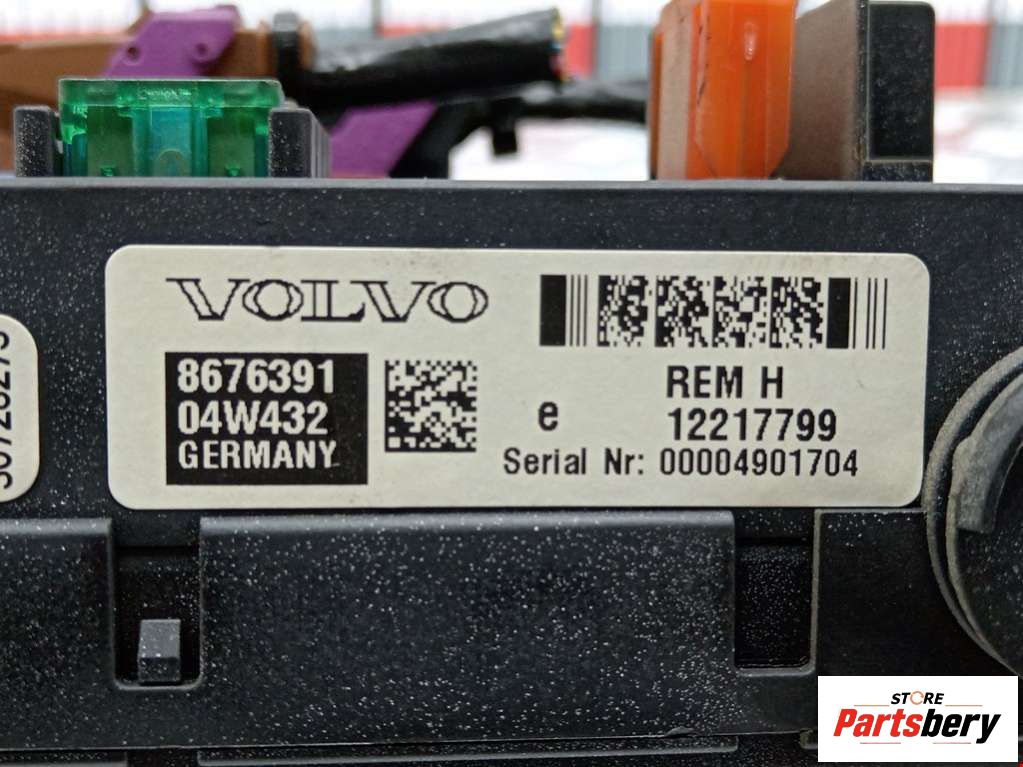 VOLVO
8676391
04W432
GERMANY
REM H
e 12217799
Serial Nr: 00004901704
STORE
Partsbery